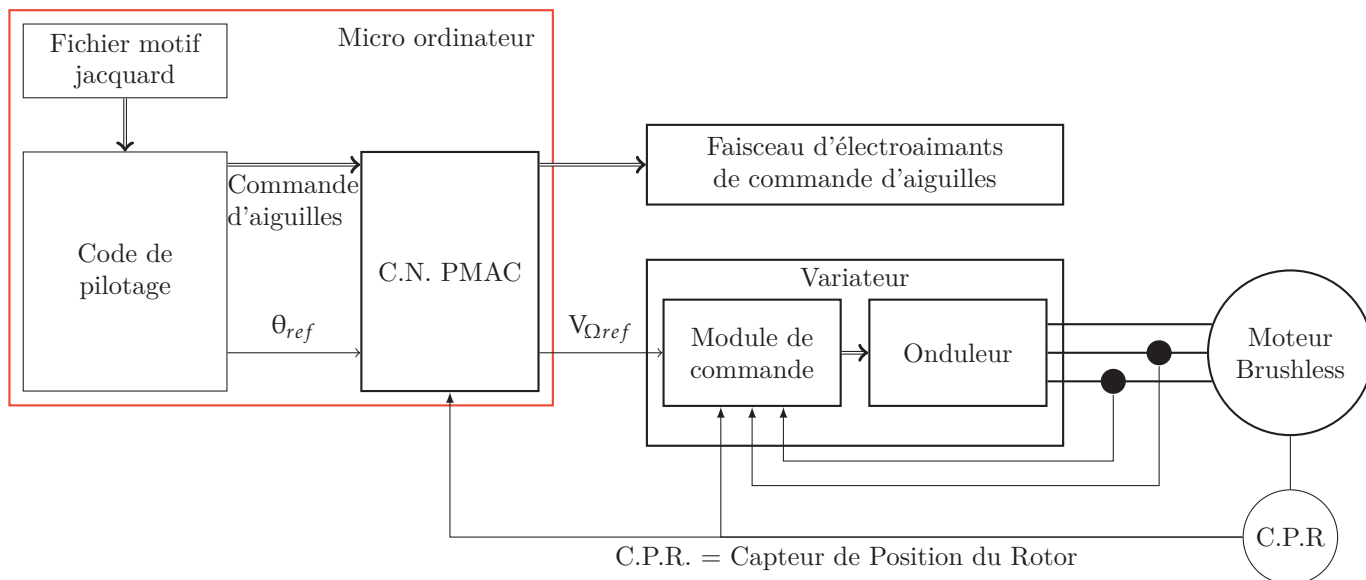 Fichier motif
jacquard
Micro ordinateur
Commande
d'aiguilles
Code de
pilotage
C.N. PMAC
θref
Faisceau d'électroaimants
de commande d'aiguilles
VΩref
Variateur
Module de
commande
Onduleur
Moteur
Brushless
C.P.R
C.P.R. = Capteur de Position du Rotor